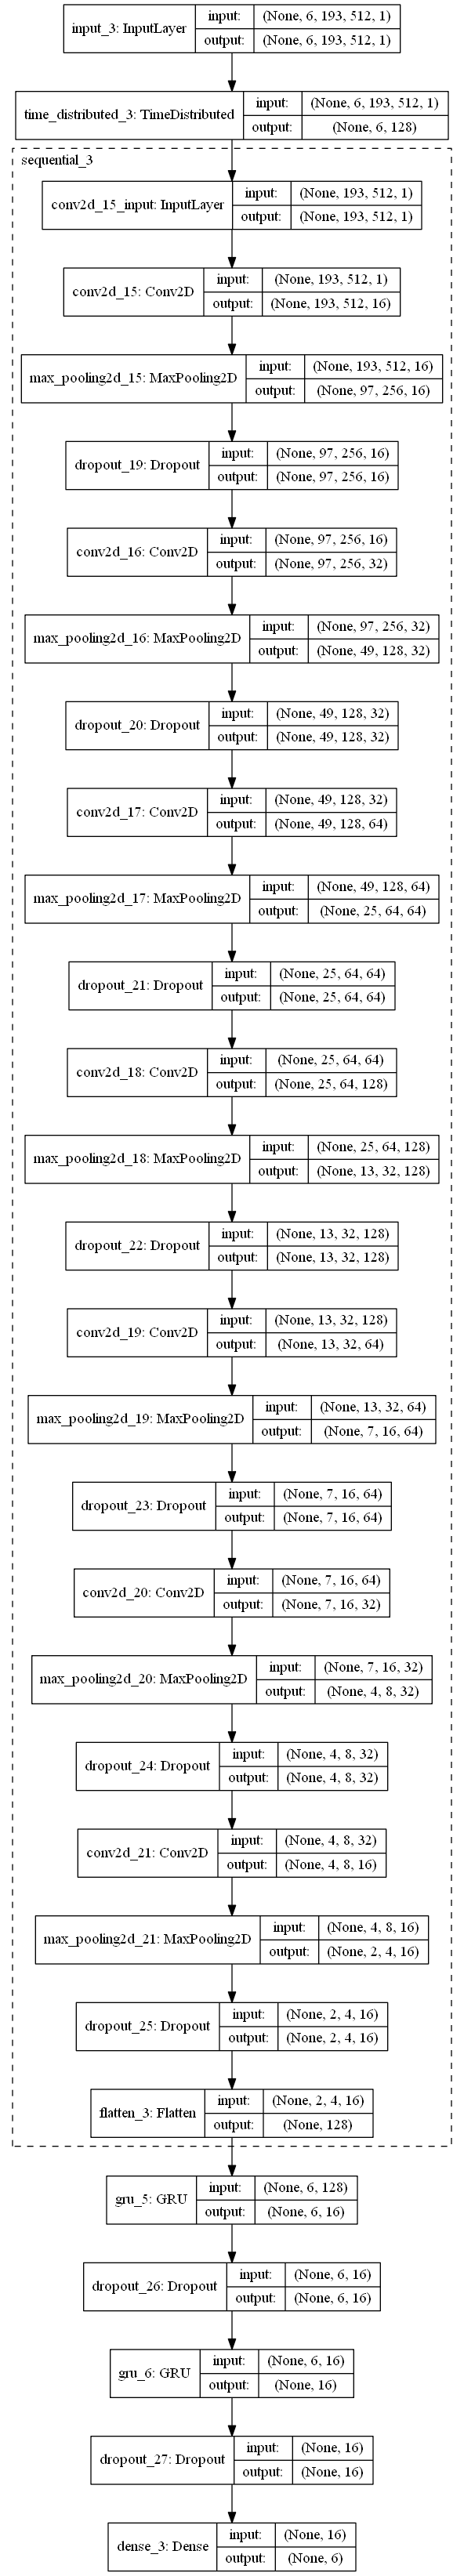 input_3: InputLayer
input: (None, 6, 193, 512, 1)
output: (None, 6, 193, 512, 1)
time_distributed_3: TimeDistributed
input: (None, 6, 193, 512, 1)
output: (None, 6, 128)
sequential_3
conv2d_15_input: InputLayer
input: (None, 193, 512, 1)
output: (None, 193, 512, 1)
conv2d_15: Conv2D
input: (None, 193, 512, 1)
output: (None, 193, 512, 16)
max_pooling2d_15: MaxPooling2D
input: (None, 193, 512, 16)
output: (None, 97, 256, 16)
dropout_19: Dropout
input: (None, 97, 256, 16)
output: (None, 97, 256, 16)
conv2d_16: Conv2D
input: (None, 97, 256, 16)
output: (None, 97, 256, 32)
max_pooling2d_16: MaxPooling2D
input: (None, 97, 256, 32)
output: (None, 49, 128, 32)
dropout_20: Dropout
input: (None, 49, 128, 32)
output: (None, 49, 128, 32)
conv2d_17: Conv2D
input: (None, 49, 128, 32)
output: (None, 49, 128, 64)
max_pooling2d_17: MaxPooling2D
input: (None, 49, 128, 64)
output: (None, 25, 64, 64)
dropout_21: Dropout
input: (None, 25, 64, 64)
output: (None, 25, 64, 64)
conv2d_18: Conv2D
input: (None, 25, 64, 64)
output: (None, 25, 64, 128)
max_pooling2d_18: MaxPooling2D
input: (None, 25, 64, 128)
output: (None, 13, 32, 128)
dropout_22: Dropout
input: (None, 13, 32, 128)
output: (None, 13, 32, 128)
conv2d_19: Conv2D
input: (None, 13, 32, 128)
output: (None, 13, 32, 64)
max_pooling2d_19: MaxPooling2D
input: (None, 13, 32, 64)
output: (None, 7, 16, 64)
dropout_23: Dropout
input: (None, 7, 16, 64)
output: (None, 7, 16, 64)
conv2d_20: Conv2D
input: (None, 7, 16, 64)
output: (None, 7, 16, 32)
max_pooling2d_20: MaxPooling2D
input: (None, 7, 16, 32)
output: (None, 4, 8, 32)
dropout_24: Dropout
input: (None, 4, 8, 32)
output: (None, 4, 8, 32)
conv2d_21: Conv2D
input: (None, 4, 8, 32)
output: (None, 4, 8, 16)
max_pooling2d_21: MaxPooling2D
input: (None, 4, 8, 16)
output: (None, 2, 4, 16)
dropout_25: Dropout
input: (None, 2, 4, 16)
output: (None, 2, 4, 16)
flatten_3: Flatten
input: (None, 2, 4, 16)
output: (None, 128)
gru_5: GRU
input: (None, 6, 128)
output: (None, 6, 16)
dropout_26: Dropout
input: (None, 6, 16)
output: (None, 6, 16)
gru_6: GRU
input: (None, 6, 16)
output: (None, 16)
dropout_27: Dropout
input: (None, 16)
output: (None, 16)
dense_3: Dense
input: (None, 16)
output: (None, 6)